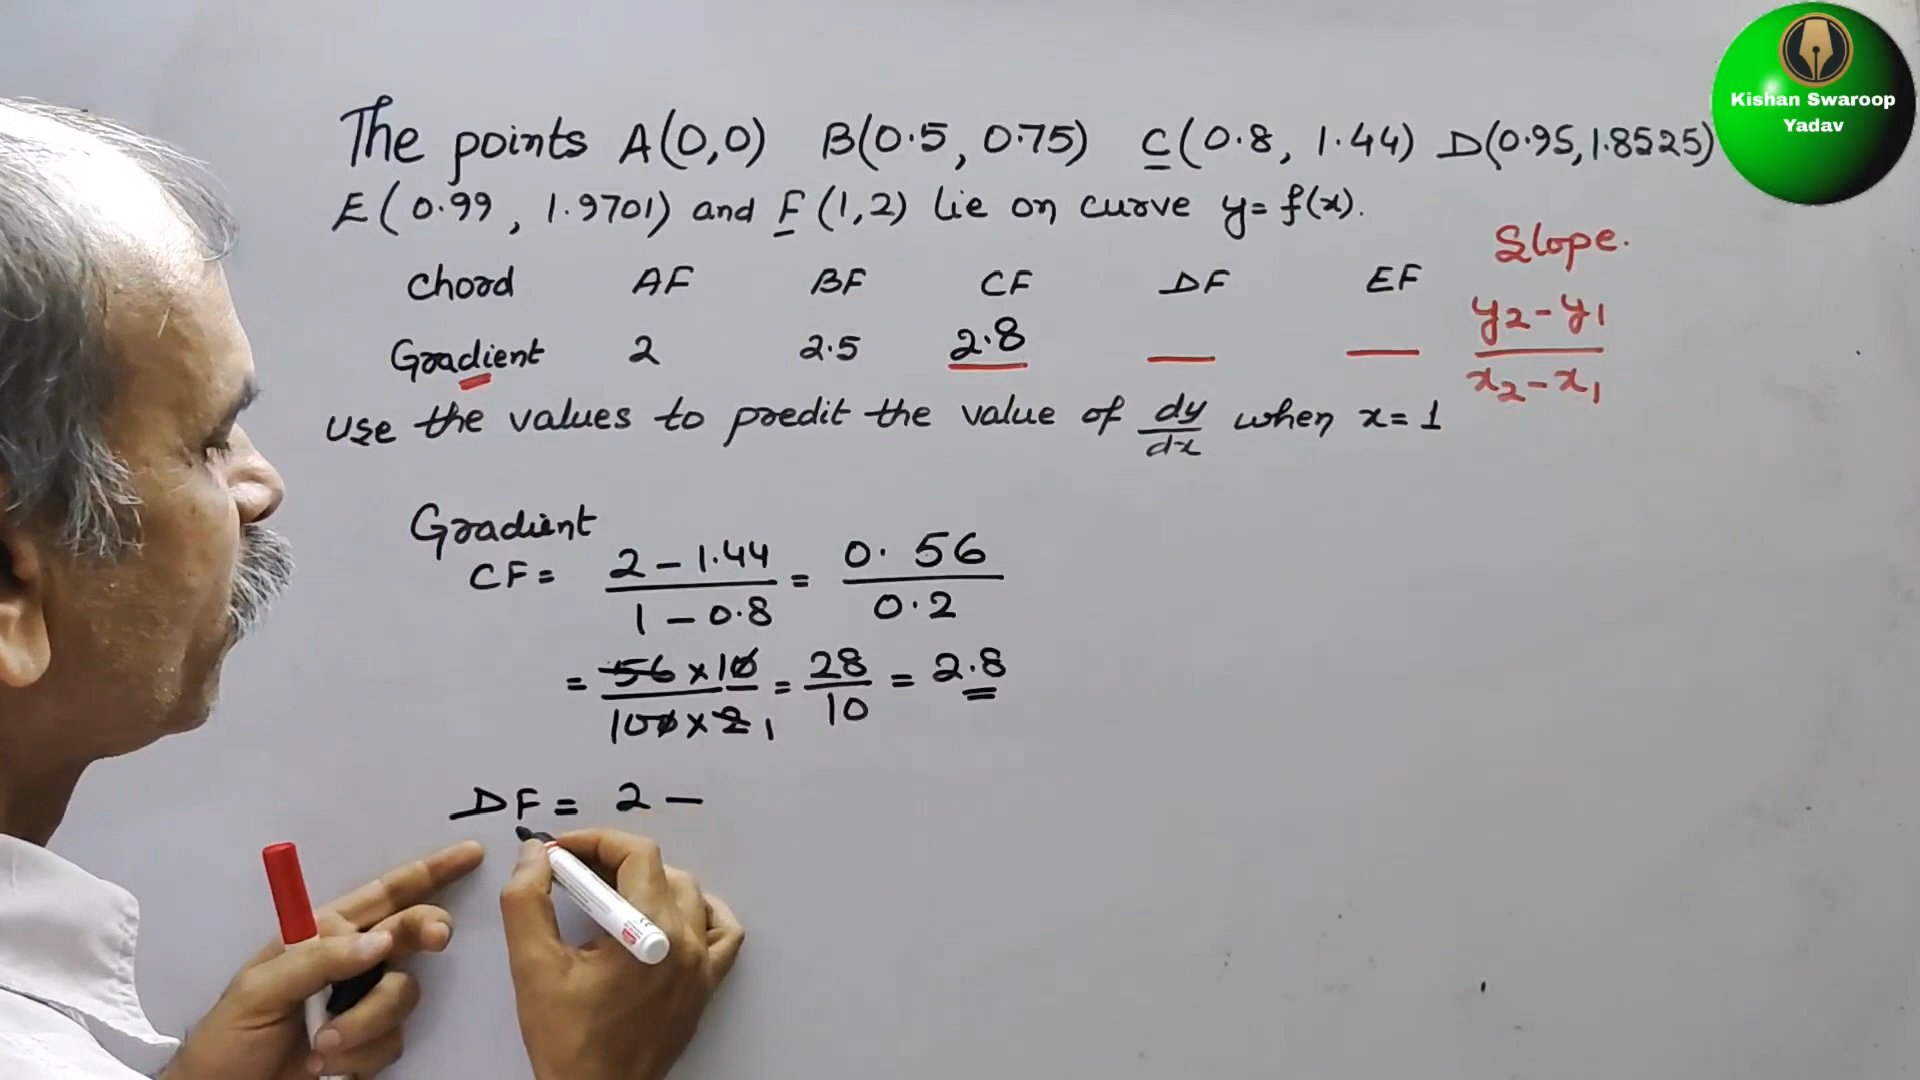 Kishan Swaroop
Yadav
The points A(0,0) B(0.5, 0.75) C(0.8, 1.44) D(0.95,1.8525)
E(0.99, 1.9701) and F(1,2) lie on curve y=f(x).
Slope.
Chord AF BF CF DF EF
y2-y1
Gradient 2 2.5 2.8 — —
x2-x1
use the values to predit the value of dy/dx when x=1
Gradient
CF = 2-1.44 / 1-0.8 = 0.56 / 0.2
= 56×10 / 100×2 1 = 28/10 = 2.8
DF = 2 -